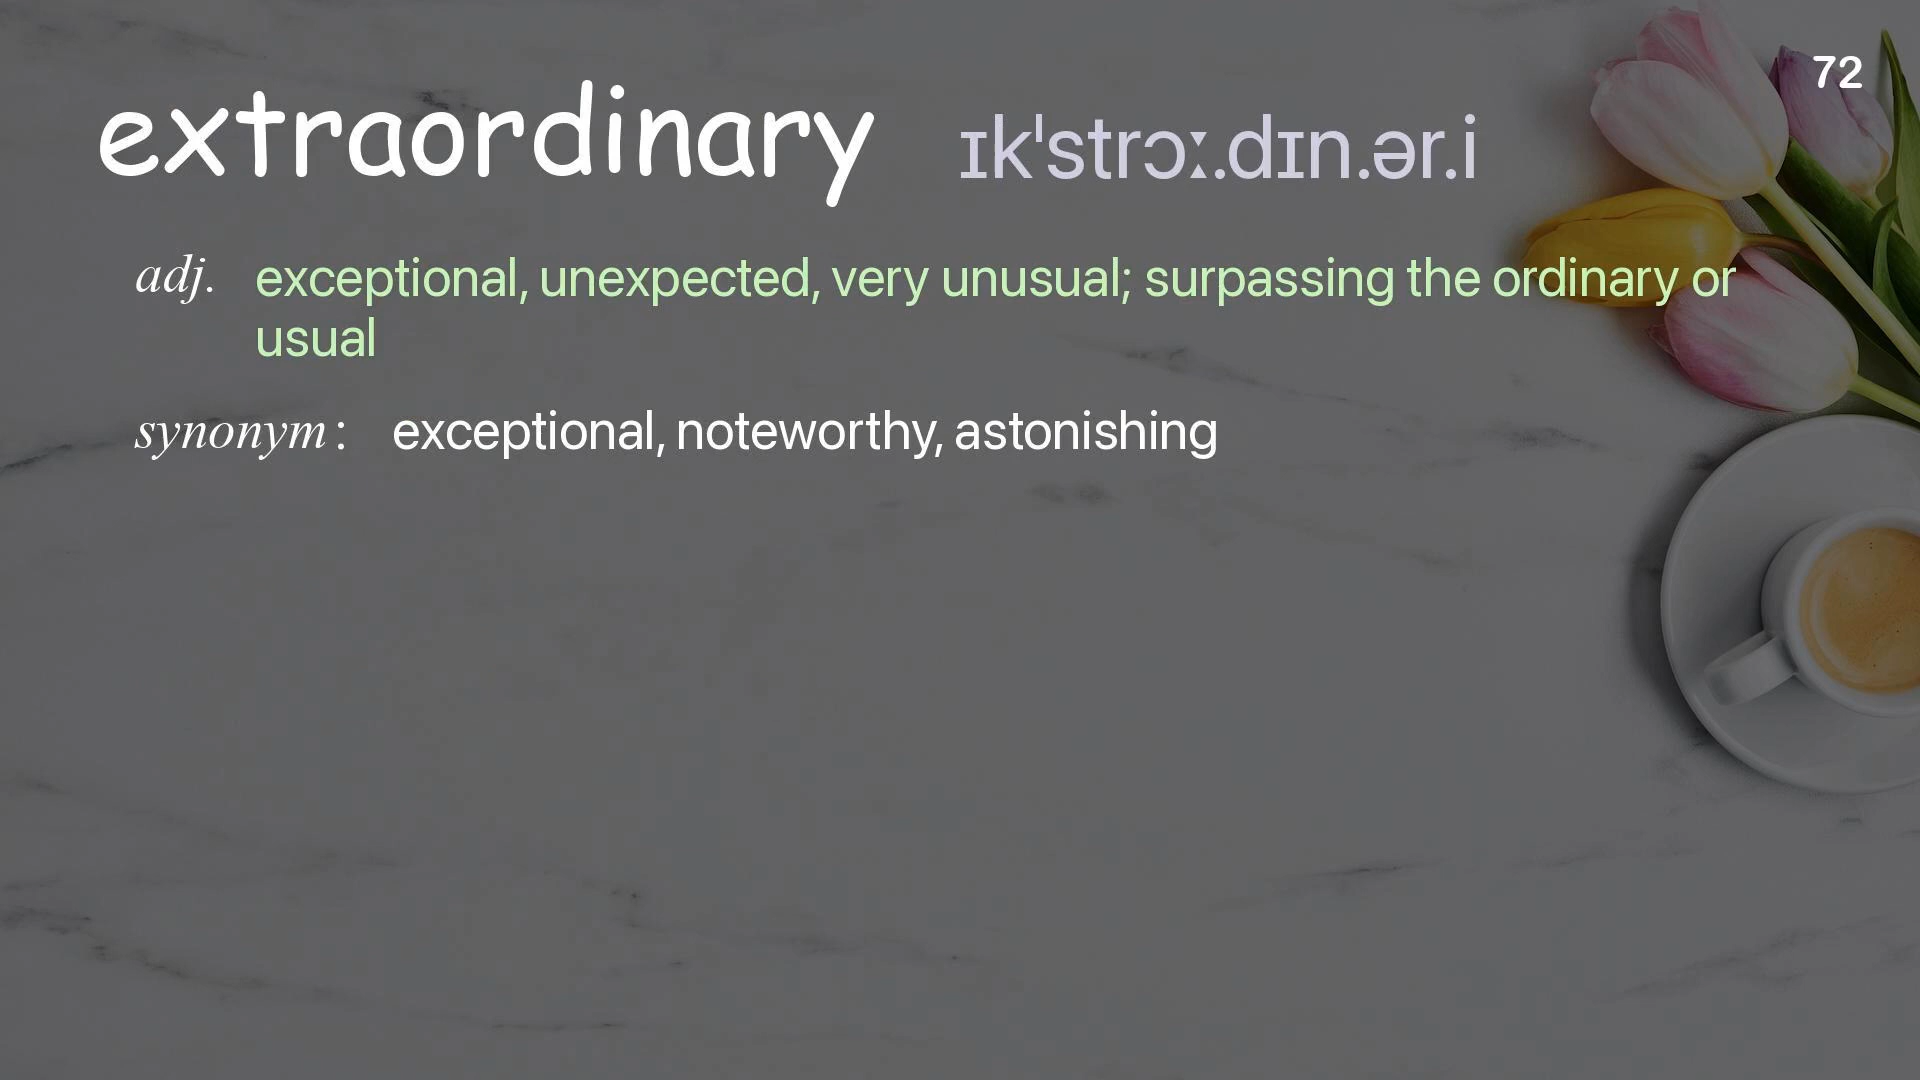 72
extraordinary ɪkˈstrɔː.dɪn.ər.i
adj. exceptional, unexpected, very unusual; surpassing the ordinary or
usual
synonym: exceptional, noteworthy, astonishing